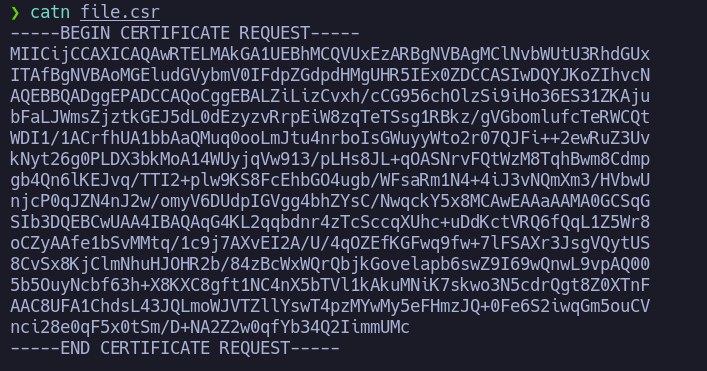 ❯ catn file.csr
-----BEGIN CERTIFICATE REQUEST-----
MIICijCCAXICAQAwRTELMAkGA1UEBhMCQVUxEzARBgNVBAgMClNvbWUtU3RhdGUx
ITAfBgNVBAoMGEludGVybmV0IFdpZGdpdHMgUHR5IEx0ZDCCASIwDQYJKoZIhvcN
AQEBBQADggEPADCCAQoCggEBALZiLizCvxh/cCG956chOlzSi9iHo36ES31ZKAju
bFaLJWmsZjztkGEJ5dL0dEzyzvRrpEiW8zqTeTSsg1RBkz/gVGbomlufcTeRWCQt
WDI1/1ACrfhUA1bbAaQMuq0ooLmJtu4nrboIsGWuyyWto2r07QJFi++2ewRuZ3Uv
kNyt26g0PLDX3bkMoA14WUyjqVw913/pLHs8JL+qOASNrvFQtWzM8TqhBwm8Cdmp
gb4Qn6lKEJvq/TTI2+plw9KS8FcEhbGO4ugb/WFsaRm1N4+4iJ3vNQmXm3/HVbwU
njcP0qJZN4nJ2w/omyV6DUdpIGVgg4bhZYsC/NwqckY5x8MCAwEAAaAAMA0GCSqG
SIb3DQEBCwUAA4IBAQAqG4KL2qqbdnr4zTcSccqXUhc+uDdKctVRQ6fQqL1Z5Wr8
oCZyAAfe1bSvMMtq/1c9j7AXvEI2A/U/4qOZEfKGFwq9fw+7lFSAXr3JsgVQytUS
8CvSx8KjClmNhuHJOHR2b/84zBcWxWQrQbjkGovelapb6swZ9I69wQnwL9vpAQ00
5b5OuyNcbf63h+X8KXC8gft1NC4nX5bTVl1kAkuMNiK7skwo3N5cdrQgt8Z0XTnF
AAC8UFA1ChdsL43JQLmoWJVTZllYswT4pzMYwMy5eFHmzJQ+0Fe6S2iwqGm5ouCV
nci28e0qF5x0tSm/D+NA2Z2w0qfYb34Q2IimmUMc
-----END CERTIFICATE REQUEST-----